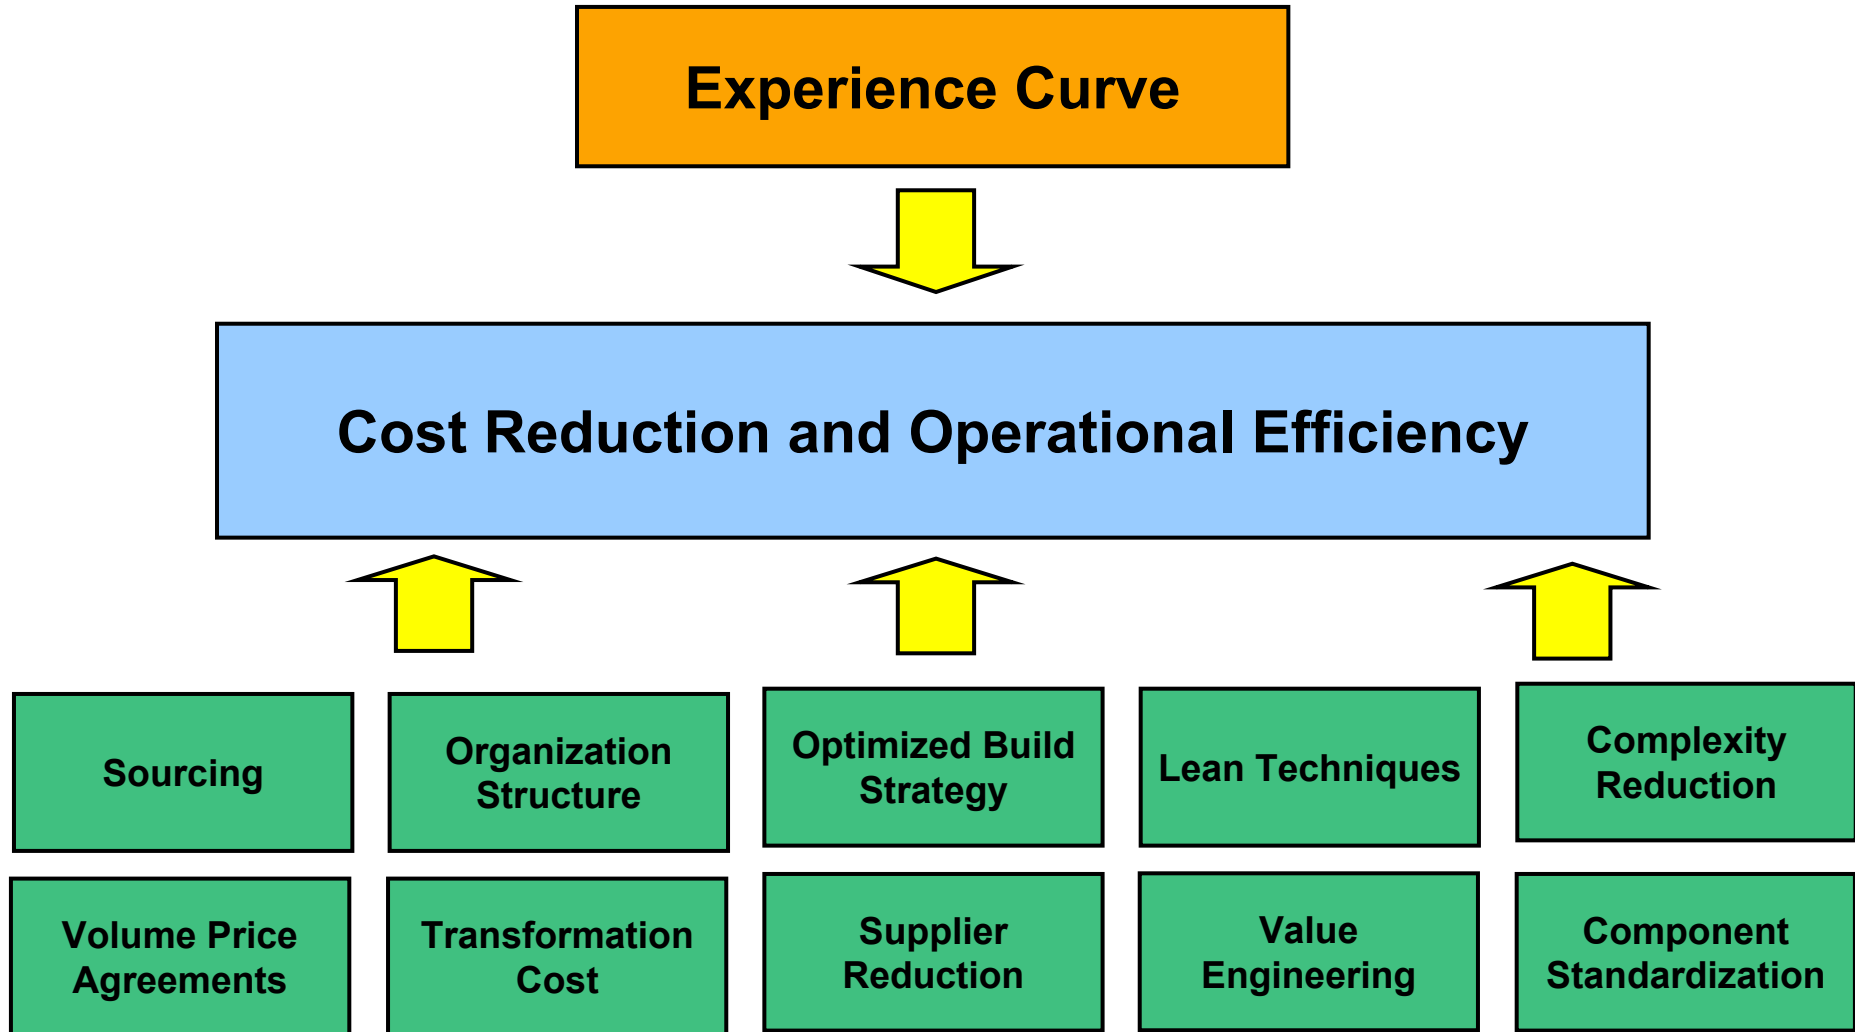 Experience Curve
Cost Reduction and Operational Efficiency
Sourcing
Organization
Structure
Optimized Build
Strategy
Lean Techniques
Complexity
Reduction
Volume Price
Agreements
Transformation
Cost
Supplier
Reduction
Value
Engineering
Component
Standardization